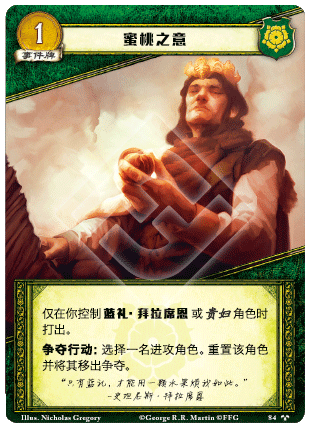 蜜桃之意
1
事件牌
仅在你控制 蓝礼·拜拉席恩 或 贵妇 角色时
打出。
争夺行动: 选择一名进攻角色。重置该角色
并将其移出争夺。
“只有蓝礼，才能用一颗水果烦扰如此。”
-史坦尼斯·拜拉席恩
Illus. Nicholas Gregory
©George R.R. Martin ©FFG
84